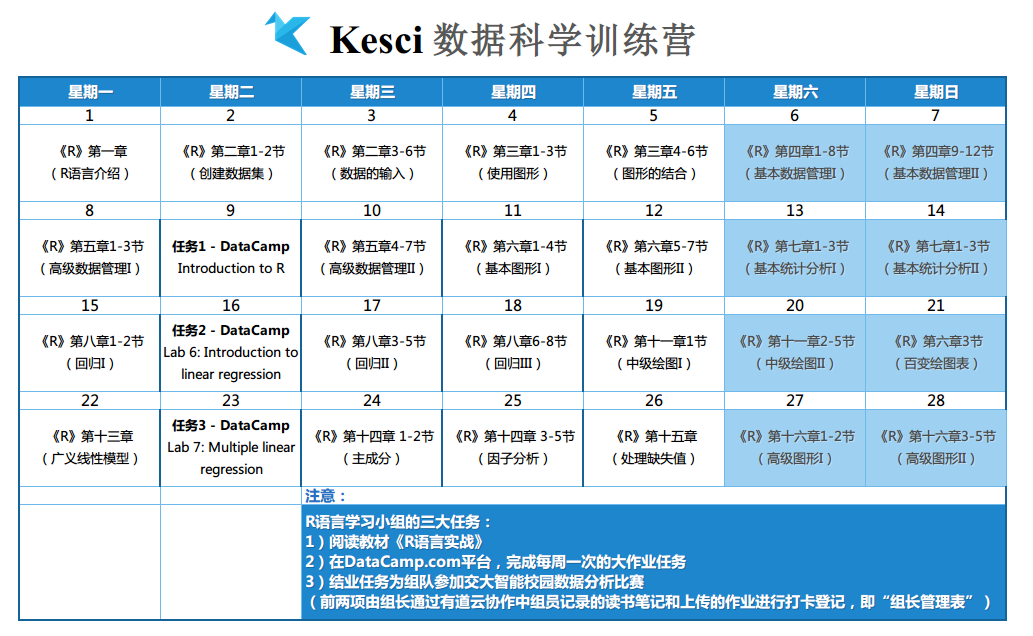 Kesci 数据科学训练营
星期一 星期二 星期三 星期四 星期五 星期六 星期日
1 2 3 4 5 6 7
《R》第一章 《R》第二章1-2节 《R》第二章3-6节 《R》第三章1-3节 《R》第三章4-6节 《R》第四章1-8节 《R》第四章9-12节
（R语言介绍） （创建数据集） （数据的输入） （使用图形） （图形的结合） （基本数据管理I） （基本数据管理II）
8 9 10 11 12 13 14
《R》第五章1-3节 任务1 - DataCamp 《R》第五章4-7节 《R》第六章1-4节 《R》第六章5-7节 《R》第七章1-3节 《R》第七章1-3节
（高级数据管理I） Introduction to R （高级数据管理II） （基本图形I） （基本图形II） （基本统计分析I） （基本统计分析II）
15 16 17 18 19 20 21
《R》第八章1-2节 任务2 - DataCamp 《R》第八章3-5节 《R》第八章6-8节 《R》第十一章1节 《R》第十一章2-5节 《R》第六章3节
（回归I） Lab 6: Introduction to （回归II） （回归III） （中级绘图I） （中级绘图II） （百变绘图表）
linear regression
22 23 24 25 26 27 28
《R》第十三章 任务3 - DataCamp 《R》第十四章 1-2节 《R》第十四章 3-5节 《R》第十五章 《R》第十六章1-2节 《R》第十六章3-5节
（广义线性模型） Lab 7: Multiple linear （主成分） （因子分析） （处理缺失值） （高级图形I） （高级图形II）
regression
注意：
R语言学习小组的三大任务：
1）阅读教材《R语言实战》
2）在DataCamp.com平台，完成每周一次的大作业任务
3）结业任务为组队参加交大智能校园数据分析比赛
（前两项由组长通过有道云协作中组员记录的读书笔记和上传的作业进行打卡登记，即“组长管理表”）